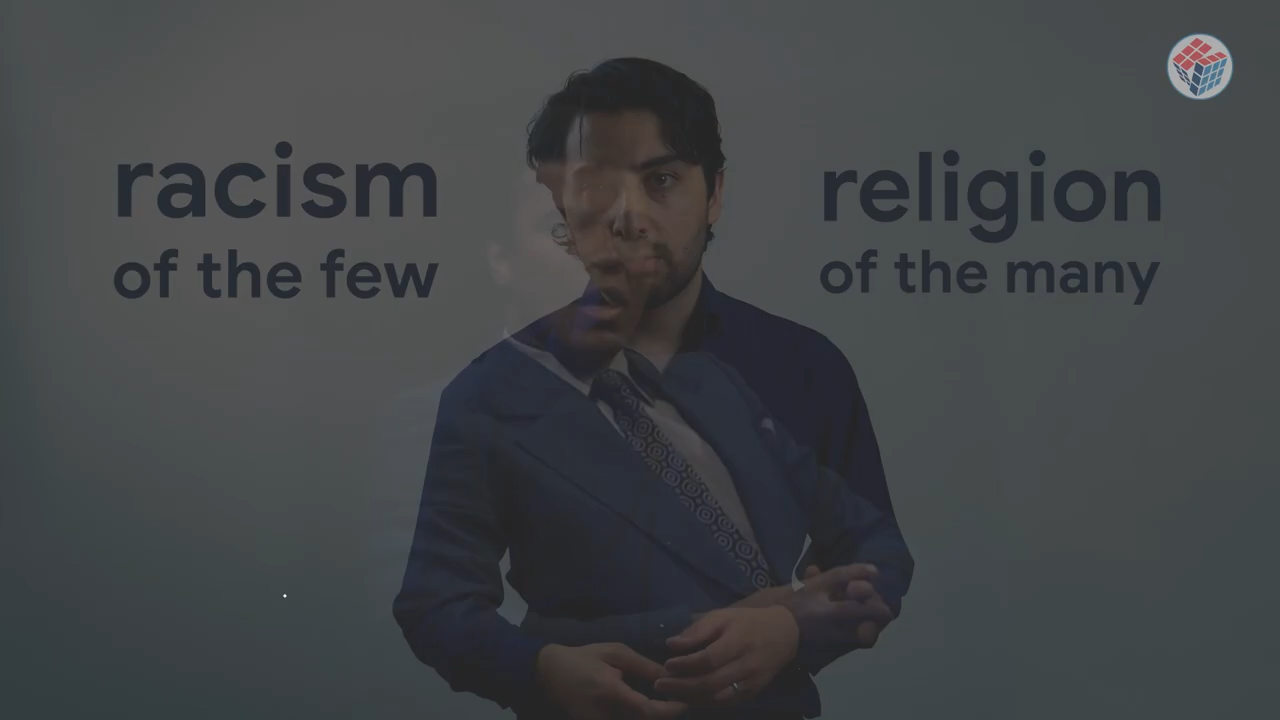 racism
of the few
religion
of the many